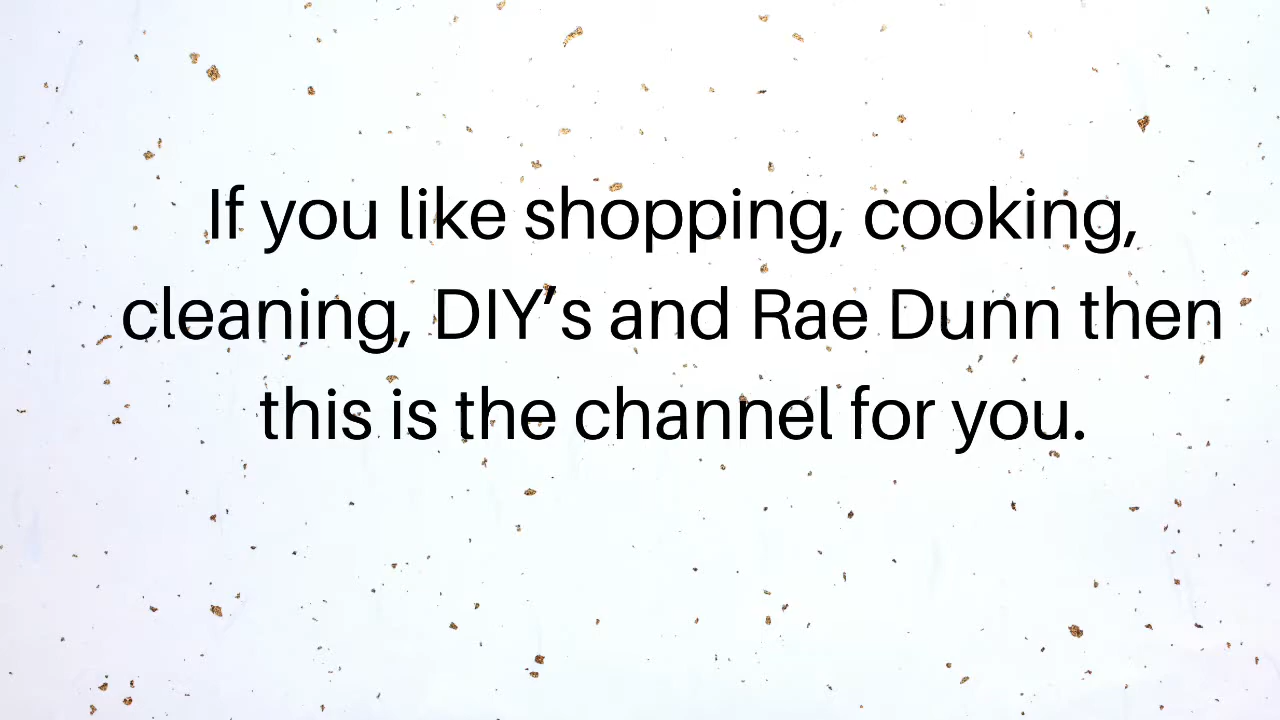 If you like shopping, cooking,
cleaning, DIY's and Rae Dunn then
this is the channel for you.